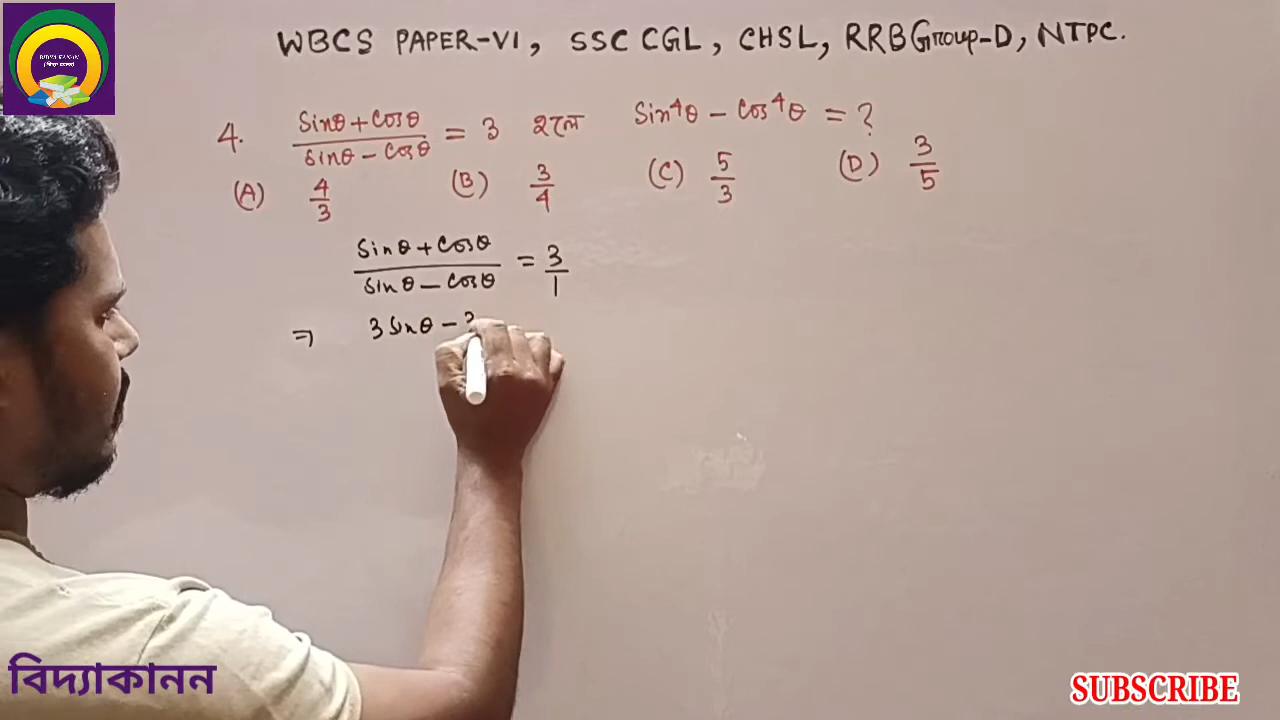 WBCS PAPER-VI, SSC CGL, CHSL, RRB Group-D, NTPC.
4. (Sinθ + Cosθ)/(Sinθ − Cosθ) = 3 হলে Sin⁴θ − Cos⁴θ = ?
(A) 4/3 (B) 3/4 (C) 5/3 (D) 3/5
(Sinθ + Cosθ)/(Sinθ − Cosθ) = 3/1
⇒ 3 Sinθ − 3
বিদ্যাকানন
SUBSCRIBE